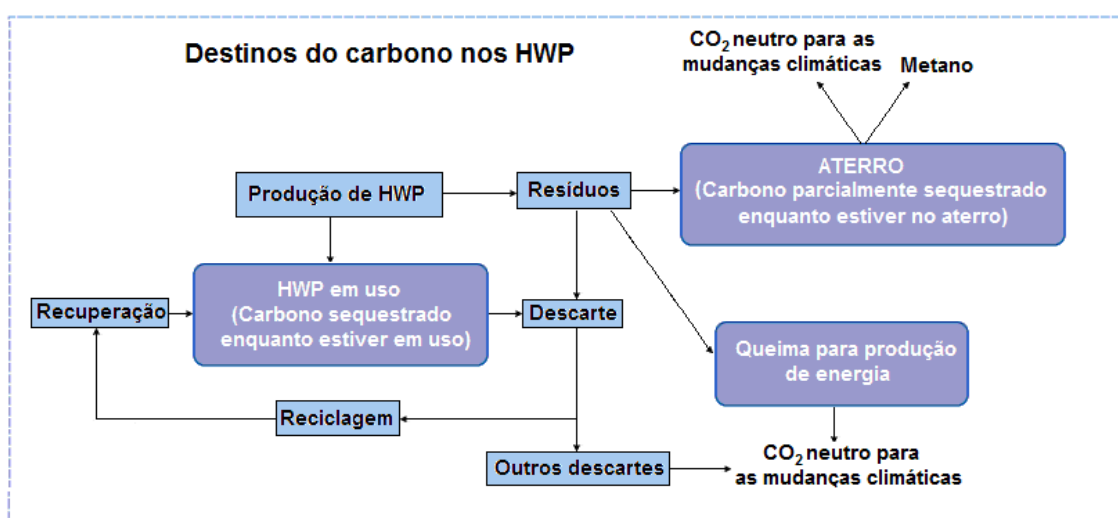 Destinos do carbono nos HWP
CO₂ neutro para as
mudanças climáticas
Metano
Produção de HWP
Resíduos
ATERRO
(Carbono parcialmente sequestrado
enquanto estiver no aterro)
Recuperação
HWP em uso
(Carbono sequestrado
enquanto estiver em uso)
Descarte
Queima para produção
de energia
Reciclagem
Outros descartes
CO₂ neutro para
as mudanças climáticas